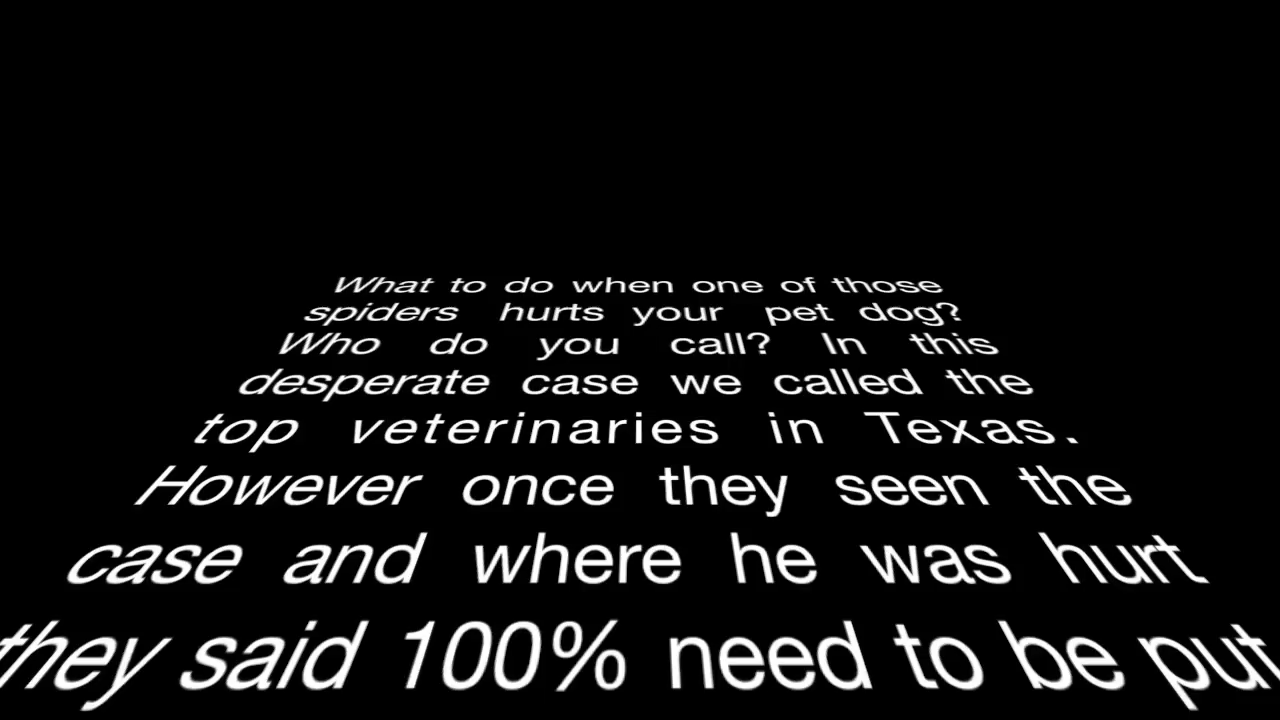 What to do when one of those
spiders hurts your pet dog?
Who do you call? In this
desperate case we called the
top veterinaries in Texas.
However once they seen the
case and where he was hurt
they said 100% need to be put